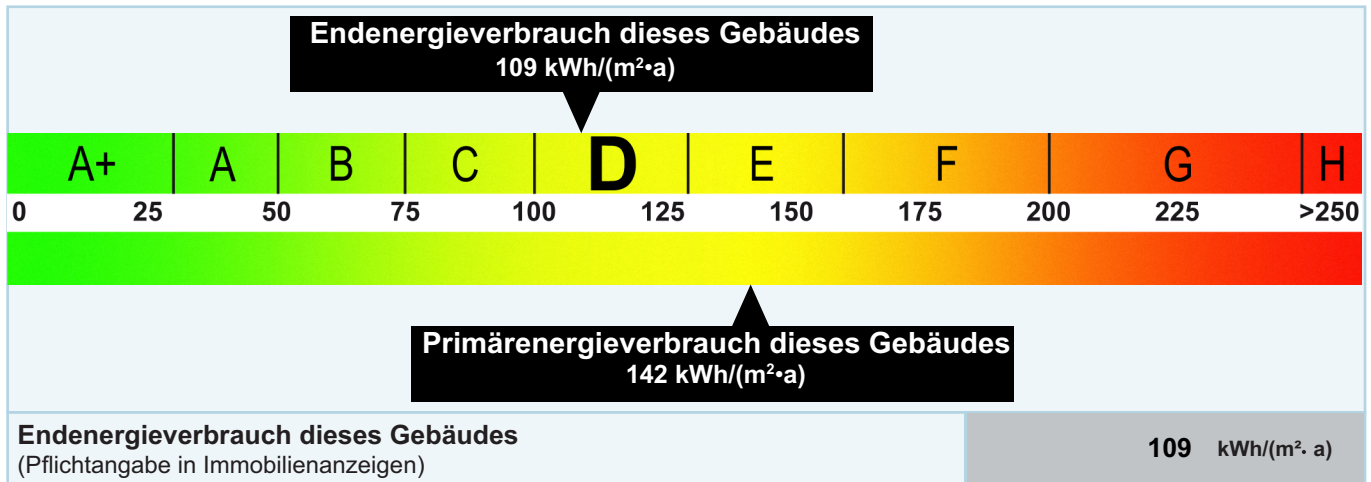 Endenergieverbrauch dieses Gebäudes
109 kWh/(m²•a)
A+ A B C D E F G H
0 25 50 75 100 125 150 175 200 225 >250
Primärenergieverbrauch dieses Gebäudes
142 kWh/(m²•a)
Endenergieverbrauch dieses Gebäudes
(Pflichtangabe in Immobilienanzeigen)
109 kWh/(m²· a)